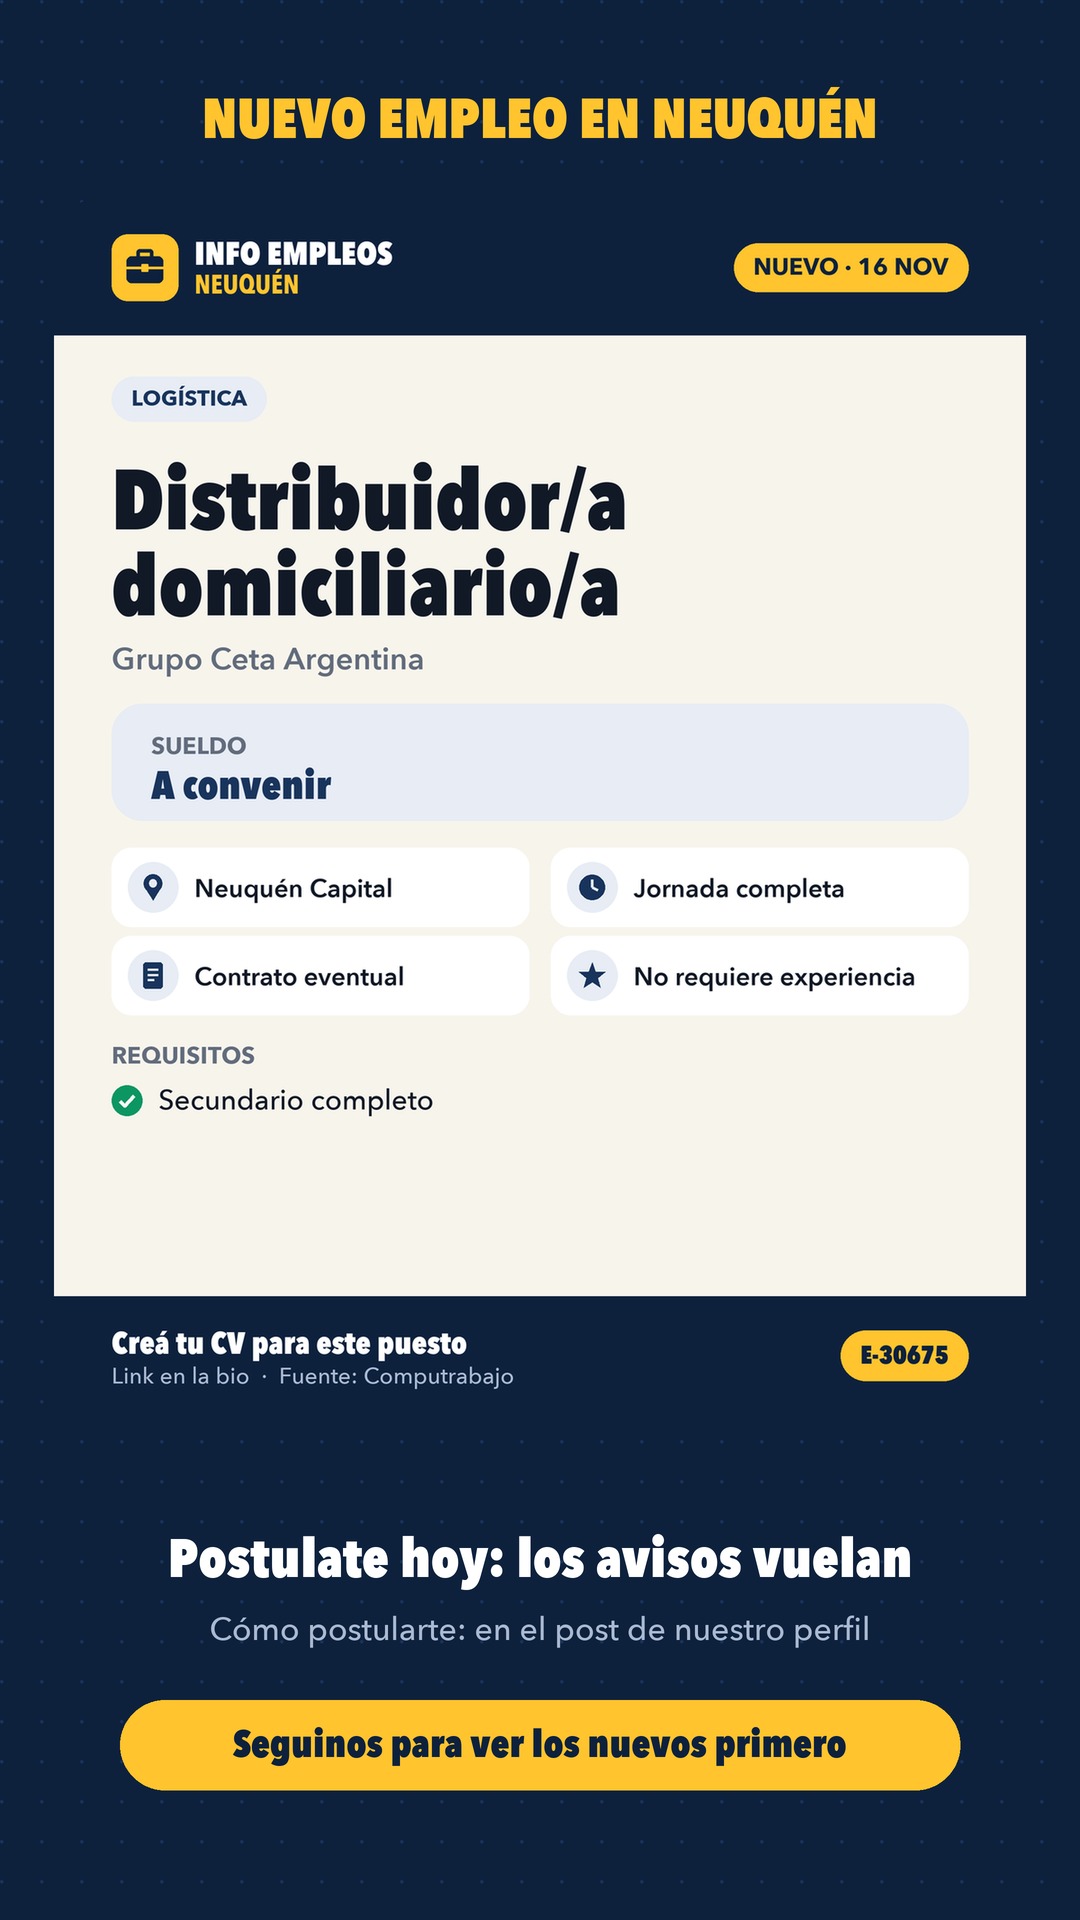 NUEVO EMPLEO EN NEUQUÉN
INFO EMPLEOS
NEUQUÉN
NUEVO · 16 NOV
LOGÍSTICA
Distribuidor/a
domiciliario/a
Grupo Ceta Argentina
SUELDO
A convenir
Neuquén Capital
Jornada completa
Contrato eventual
No requiere experiencia
REQUISITOS
Secundario completo
Creá tu CV para este puesto
Link en la bio · Fuente: Computrabajo
E-30675
Postulate hoy: los avisos vuelan
Cómo postularte: en el post de nuestro perfil
Seguinos para ver los nuevos primero